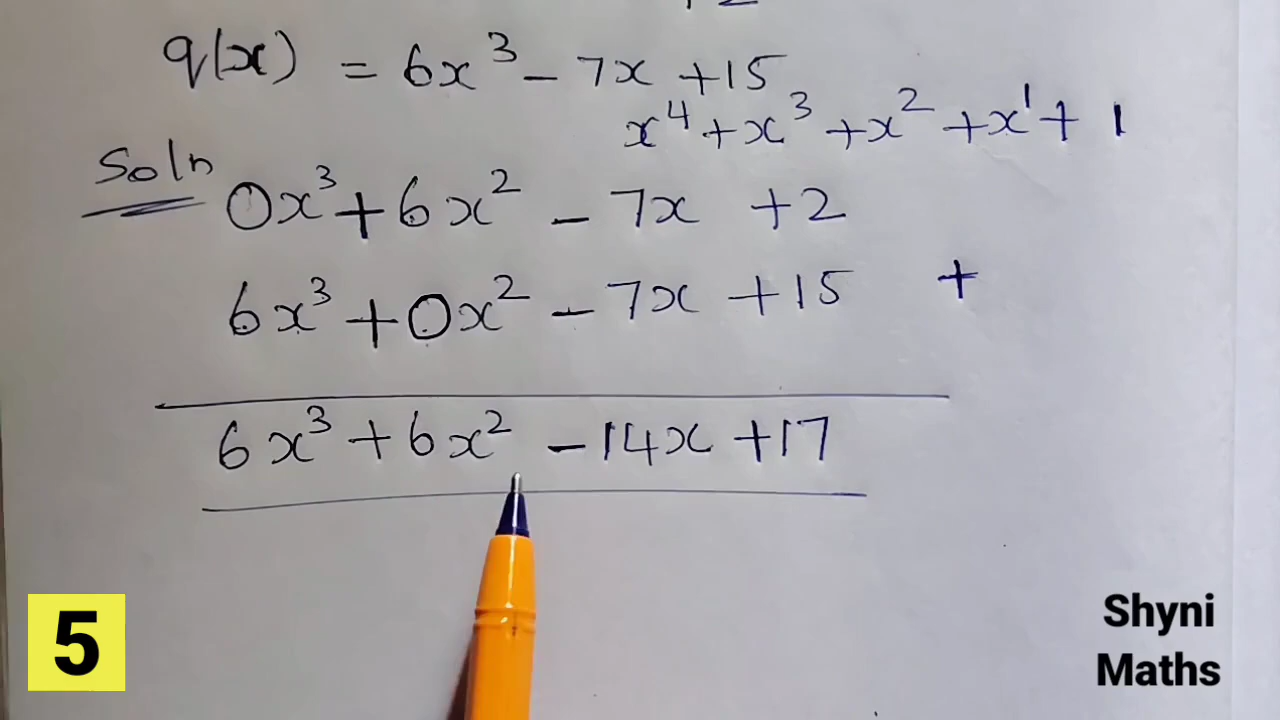 +2
q(x) = 6x³ - 7x + 15
x⁴ + x³ + x² + x¹ + 1
Soln
0x³ + 6x² - 7x + 2
6x³ + 0x² - 7x + 15 +
6x³ + 6x² - 14x + 17
5
Shyni
Maths